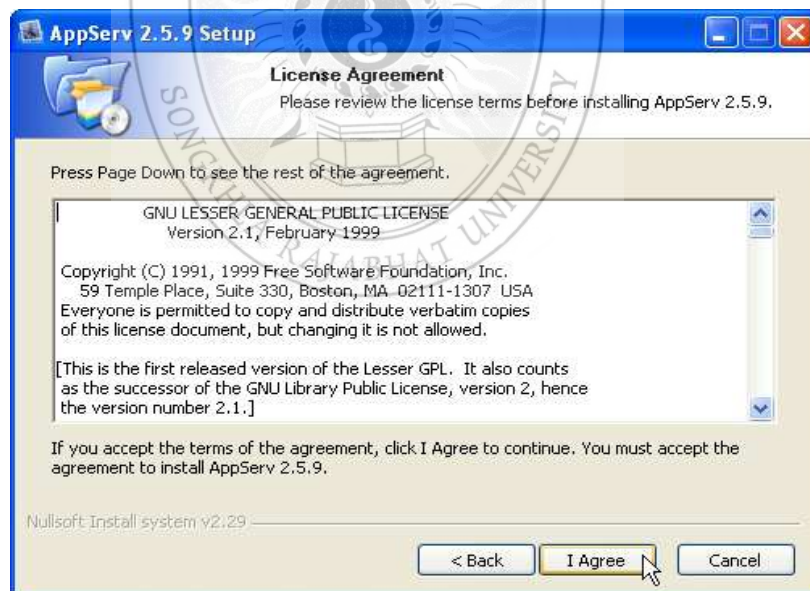 AppServ 2.5.9 Setup
License Agreement
Please review the license terms before installing AppServ 2.5.9.
Press Page Down to see the rest of the agreement.
GNU LESSER GENERAL PUBLIC LICENSE
Version 2.1, February 1999
Copyright (C) 1991, 1999 Free Software Foundation, Inc.
59 Temple Place, Suite 330, Boston, MA 02111-1307 USA
Everyone is permitted to copy and distribute verbatim copies
of this license document, but changing it is not allowed.
[This is the first released version of the Lesser GPL. It also counts
as the successor of the GNU Library Public License, version 2, hence
the version number 2.1.]
If you accept the terms of the agreement, click I Agree to continue. You must accept the
agreement to install AppServ 2.5.9.
Nullsoft Install system v2.29
< Back I Agree Cancel
SONGKHLA RAJABHAT UNIVERSITY